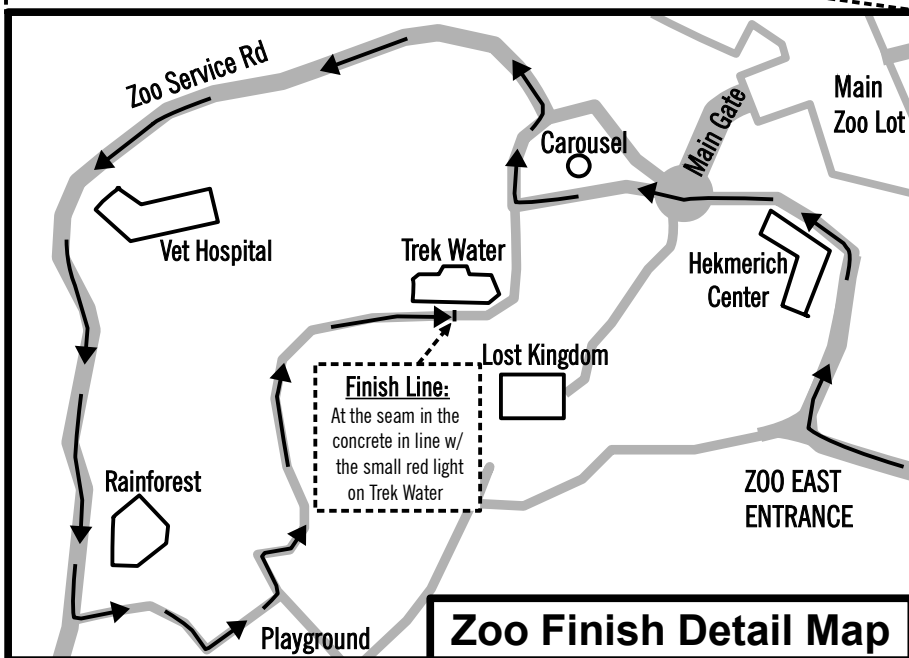 Zoo Service Rd
Main Gate
Main
Zoo Lot
Carousel
Vet Hospital
Trek Water
Hekmerich
Center
Lost Kingdom
Finish Line:
At the seam in the
concrete in line w/
the small red light
on Trek Water
Rainforest
ZOO EAST
ENTRANCE
Playground
Zoo Finish Detail Map